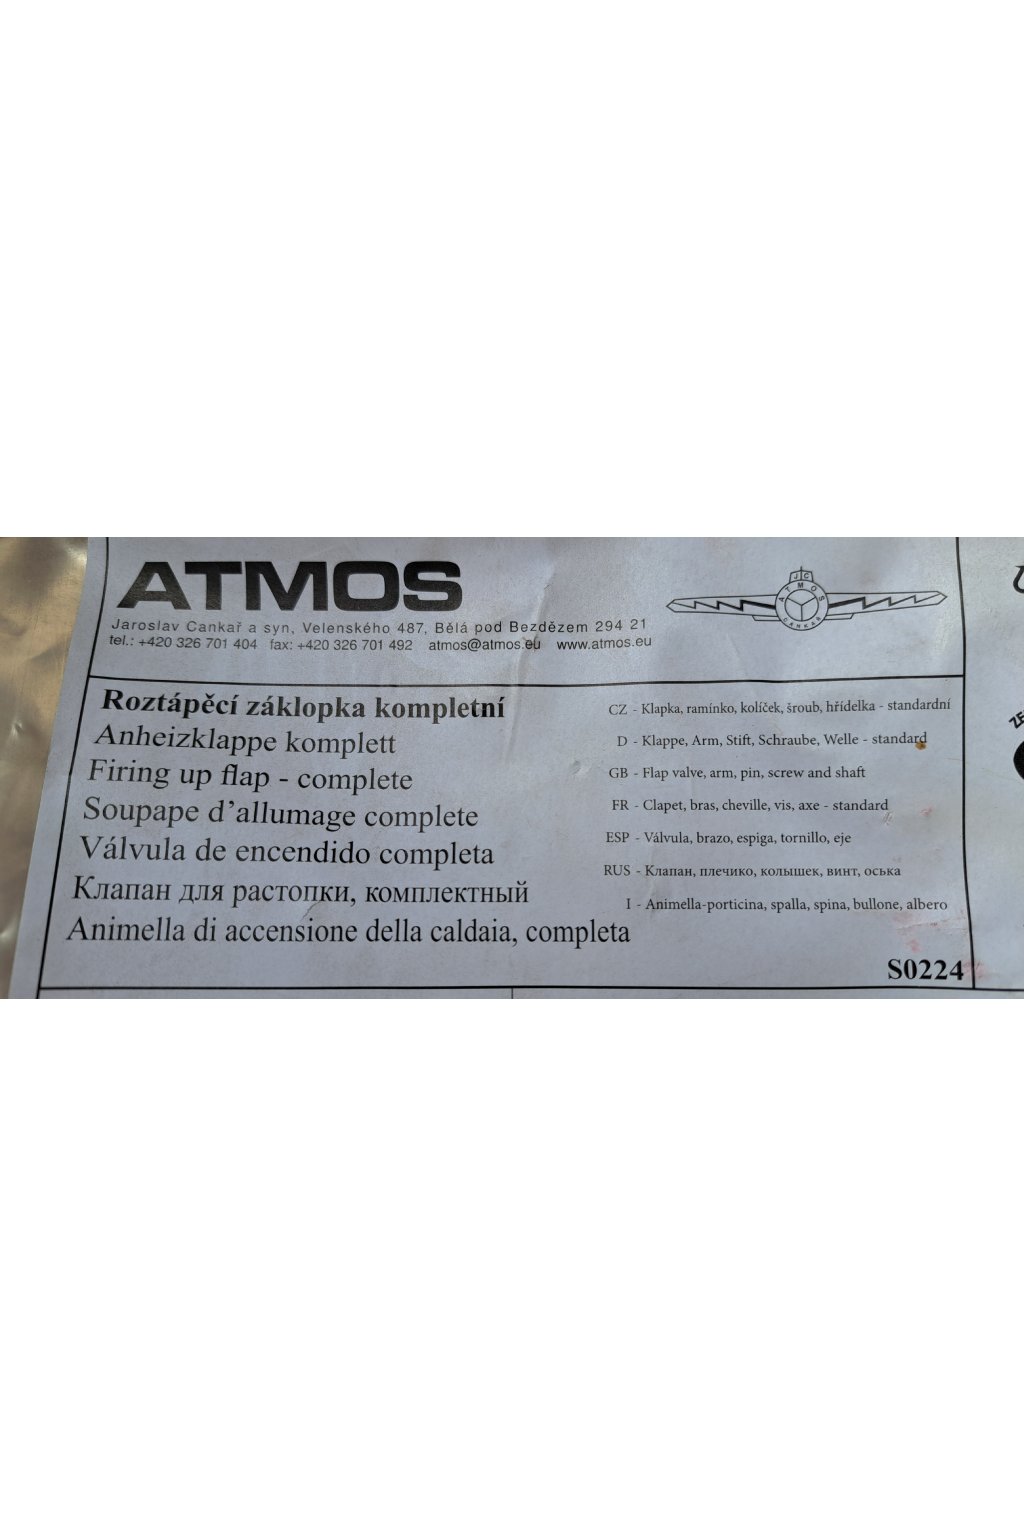 ATMOS
Jaroslav Cankař a syn, Velenského 487, Bělá pod Bezdězem 294 21
tel.: +420 326 701 404 fax: +420 326 701 492 atmos@atmos.eu www.atmos.eu
JC
ATMOS
CANKAR
Roztápěcí záklopka kompletní
Anheizklappe komplett
Firing up flap - complete
Soupape d’allumage complete
Válvula de encendido completa
Клапан для растопки, комплектный
Animella di accensione della caldaia, completa
CZ - Klapka, ramínko, kolíček, šroub, hřídelka - standardní
D - Klappe, Arm, Stift, Schraube, Welle - standard
GB - Flap valve, arm, pin, screw and shaft
FR - Clapet, bras, cheville, vis, axe - standard
ESP - Válvula, brazo, espiga, tornillo, eje
RUS - Клапан, плечико, колышек, винт, оська
I - Animella-porticina, spalla, spina, bullone, albero
S0224